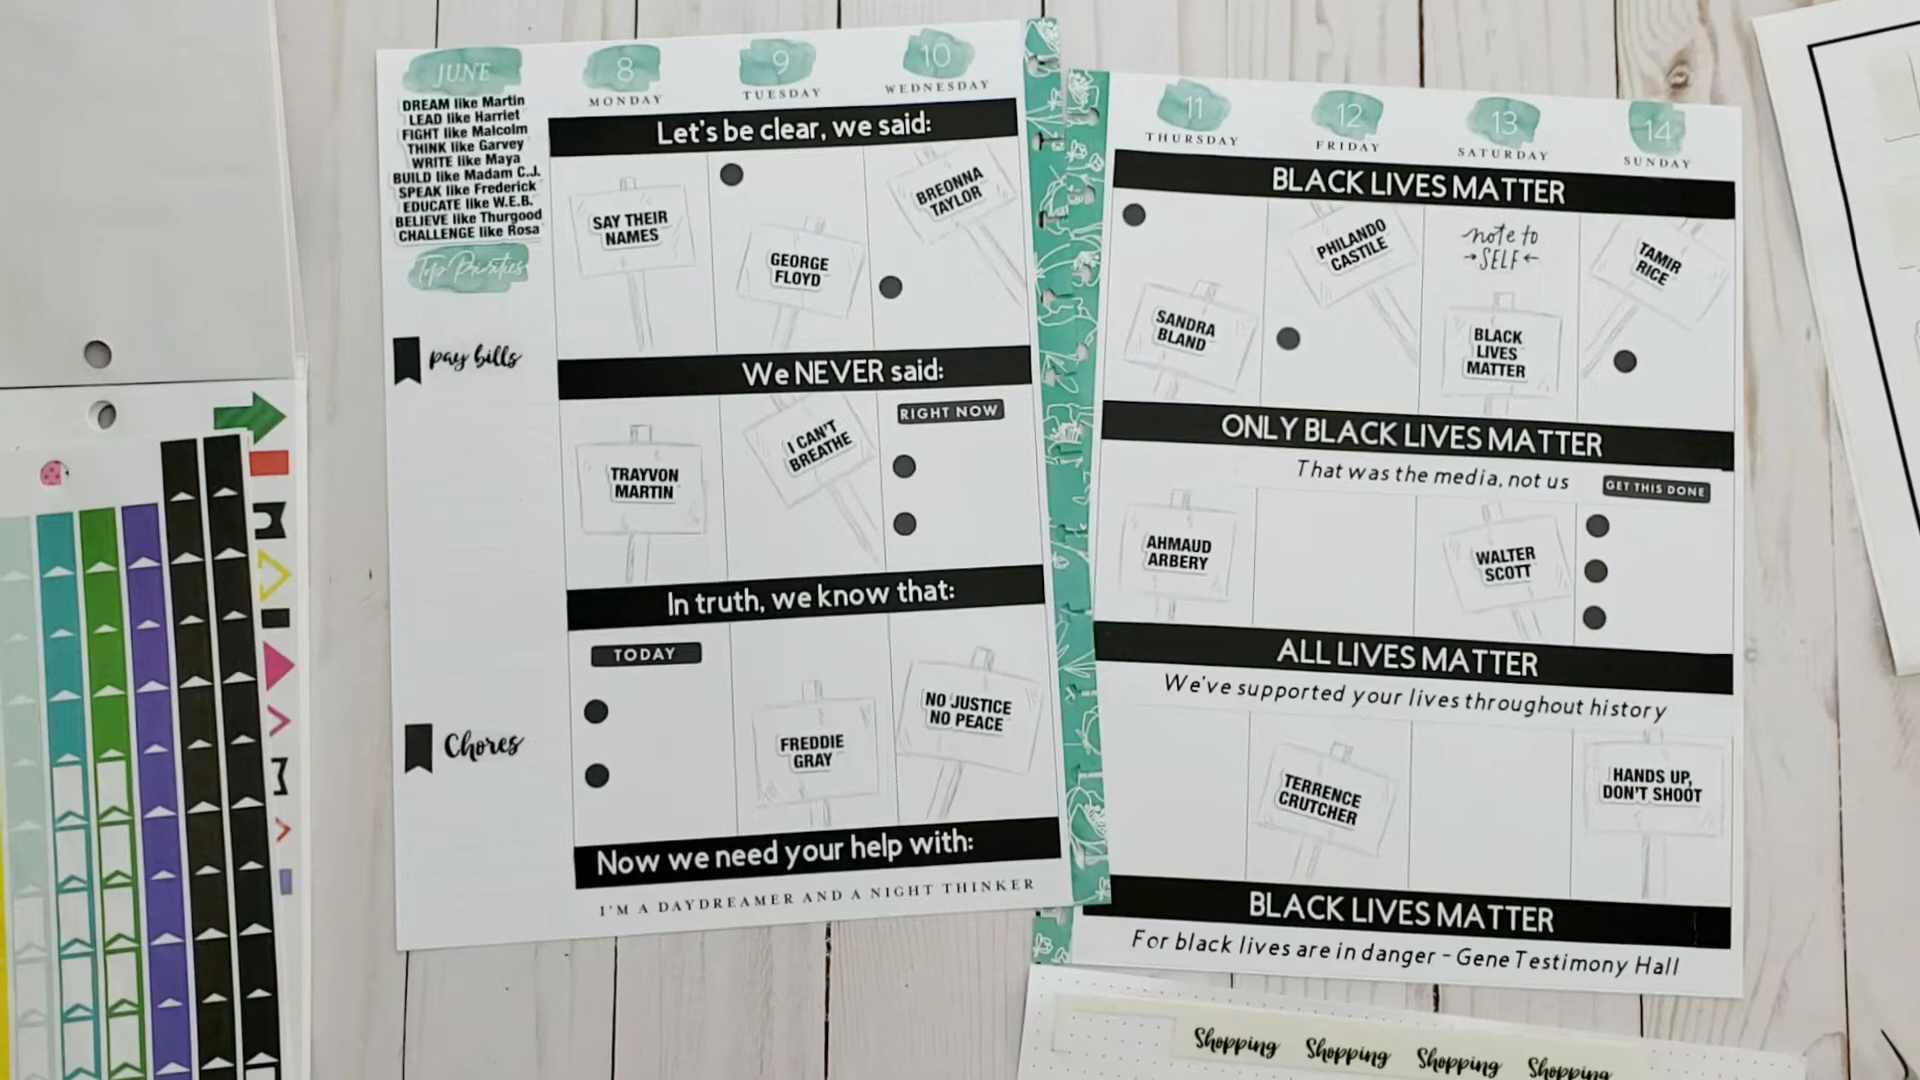 JUNE
DREAM like Martin
LEAD like Harriet
FIGHT like Malcolm
THINK like Garvey
WRITE like Maya
BUILD like Madam C.J.
SPEAK like Frederick
EDUCATE like W.E.B.
BELIEVE like Thurgood
CHALLENGE like Rosa
Top Priorities
pay bills
Chores
8
MONDAY
9
TUESDAY
10
WEDNESDAY
Let's be clear, we said:
SAY THEIR
NAMES
GEORGE
FLOYD
BREONNA
TAYLOR
We NEVER said:
TRAYVON
MARTIN
I CAN'T
BREATHE
RIGHT NOW
In truth, we know that:
TODAY
FREDDIE
GRAY
NO JUSTICE
NO PEACE
Now we need your help with:
I'M A DAYDREAMER AND A NIGHT THINKER
11
THURSDAY
12
FRIDAY
13
SATURDAY
14
SUNDAY
BLACK LIVES MATTER
SANDRA
BLAND
PHILANDO
CASTILE
note to
SELF
BLACK
LIVES
MATTER
TAMIR
RICE
ONLY BLACK LIVES MATTER
That was the media, not us
GET THIS DONE
AHMAUD
ARBERY
WALTER
SCOTT
ALL LIVES MATTER
We've supported your lives throughout history
TERRENCE
CRUTCHER
HANDS UP,
DON'T SHOOT
BLACK LIVES MATTER
For black lives are in danger - Gene Testimony Hall
Shopping Shopping Shopping Shopping